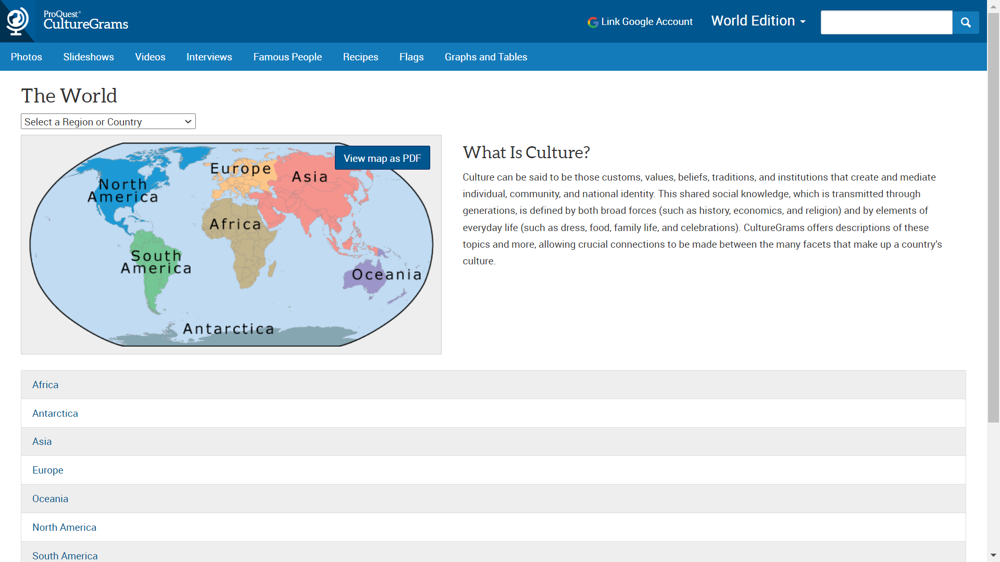 ProQuest®
CultureGrams
Link Google Account
World Edition
Photos
Slideshows
Videos
Interviews
Famous People
Recipes
Flags
Graphs and Tables
The World
Select a Region or Country
View map as PDF
Europe
Asia
North
America
Africa
South
America
Oceania
Antarctica
What Is Culture?
Culture can be said to be those customs, values, beliefs, traditions, and institutions that create and mediate
individual, community, and national identity. This shared social knowledge, which is transmitted through
generations, is defined by both broad forces (such as history, economics, and religion) and by elements of
everyday life (such as dress, food, family life, and celebrations). CultureGrams offers descriptions of these
topics and more, allowing crucial connections to be made between the many facets that make up a country’s
culture.
Africa
Antarctica
Asia
Europe
Oceania
North America
South America